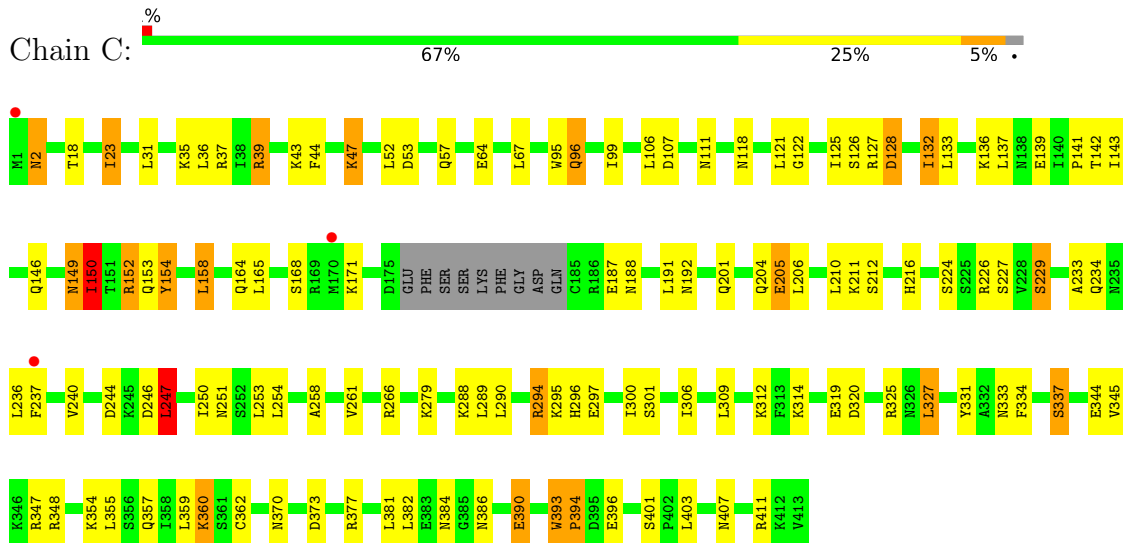 .%
Chain C:
67% 25% 5% •
M1 N2 T18 I23 L31 K35 L36 R37 I38 R39 K43 F44 K47 L52 D53 Q57 E64 L67 W95 Q96 I99 L106 D107 N111 N118 L121 G122 I125 S126 R127 D128 I132 L133 K136 L137 N138 E139 I140 P141 T142 I143
Q146 N149 I150 T151 R152 Q153 Y154 L158 Q164 L165 S168 R169 M170 K171 D175 GLU PHE SER SER LYS PHE GLY ASP GLN C185 R186 E187 N188 L191 N192 Q201 Q204 E205 L206 L210 K211 S212 H216 S224 S225 R226 S227 V228 S229 A233 Q234 N235
L236 F237 V240 D244 K245 D246 L247 I250 N251 S252 L253 L254 A258 V261 R266 K279 K288 L289 L290 R294 K295 H296 E297 I300 S301 I306 L309 K312 F313 K314 E319 D320 R325 N326 L327 Y331 A332 N333 F334 S337 E344 V345
K346 R347 R348 K354 L355 S356 Q357 I358 L359 K360 S361 C362 N370 D373 R377 L381 L382 E383 N384 G385 N386 E390 W393 P394 D395 E396 S401 P402 L403 N407 R411 K412 V413